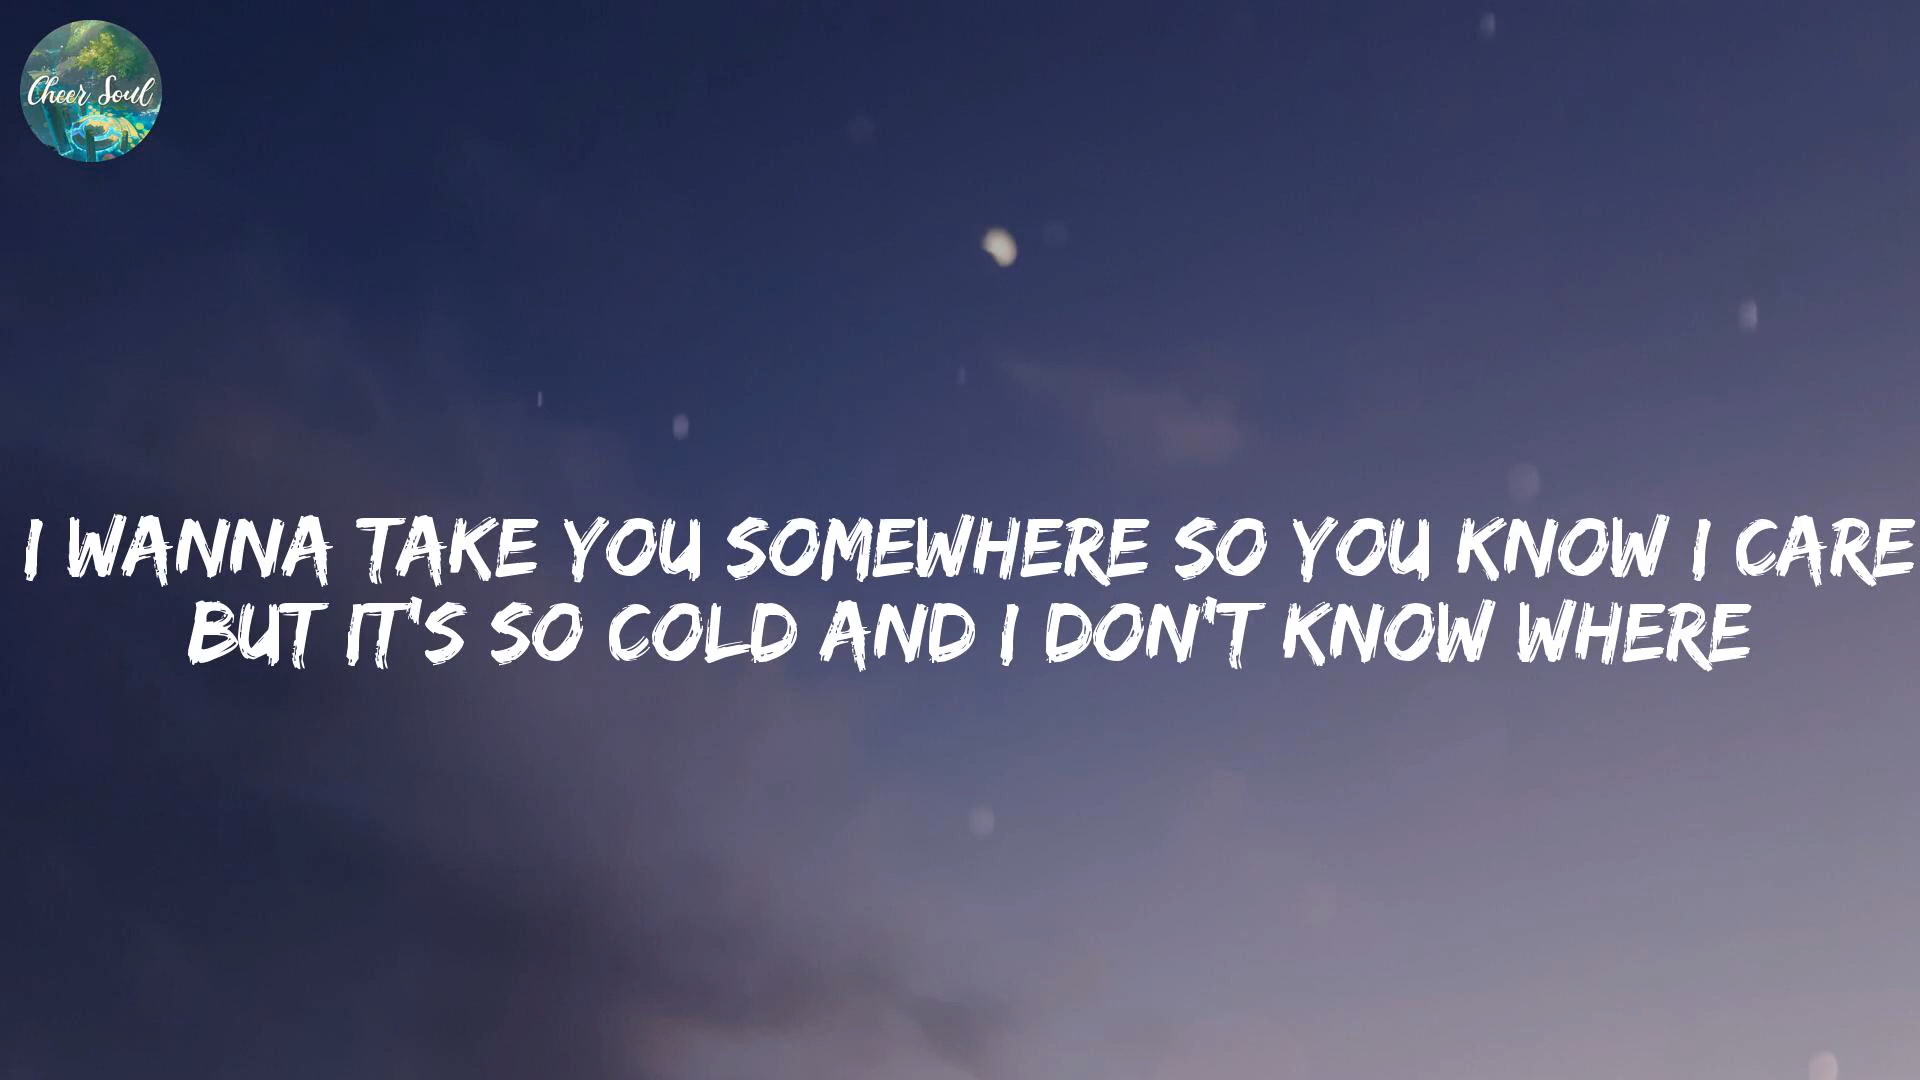 Cheer Soul
I WANNA TAKE YOU SOMEWHERE SO YOU KNOW I CARE
BUT IT'S SO COLD AND I DON'T KNOW WHERE